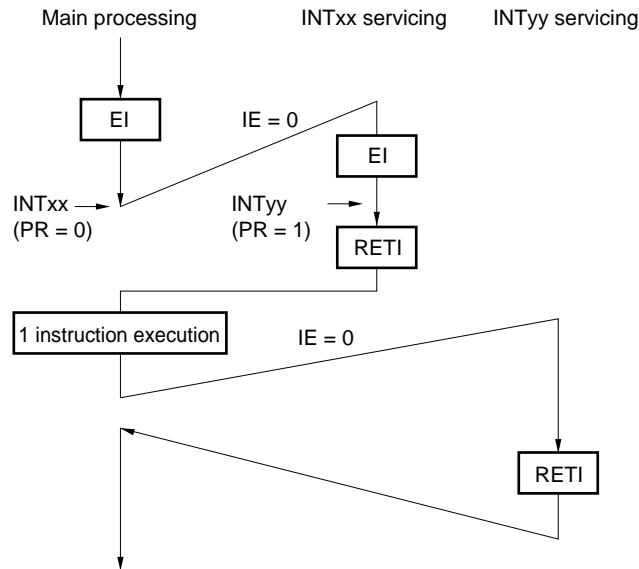 Main processing INTxx servicing INTyy servicing
EI
IE = 0
EI
INTxx
(PR = 0)
INTyy
(PR = 1)
RETI
1 instruction execution
IE = 0
RETI